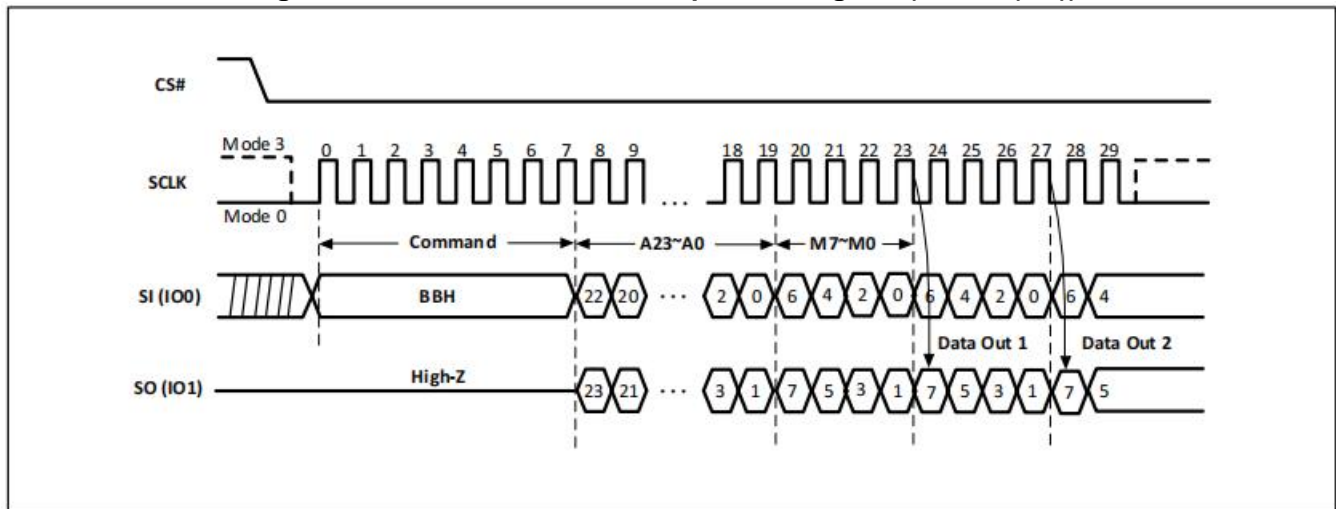 CS#
Mode 3
0 1 2 3 4 5 6 7 8 9 18 19 20 21 22 23 24 25 26 27 28 29
SCLK
...
Mode 0
Command A23~A0 M7~M0
SI (IO0) BBH 22 20 ... 2 0 6 4 2 0 6 4 2 0 6 4
Data Out 1 Data Out 2
High-Z
SO (IO1) 23 21 ... 3 1 7 5 3 1 7 5 3 1 7 5